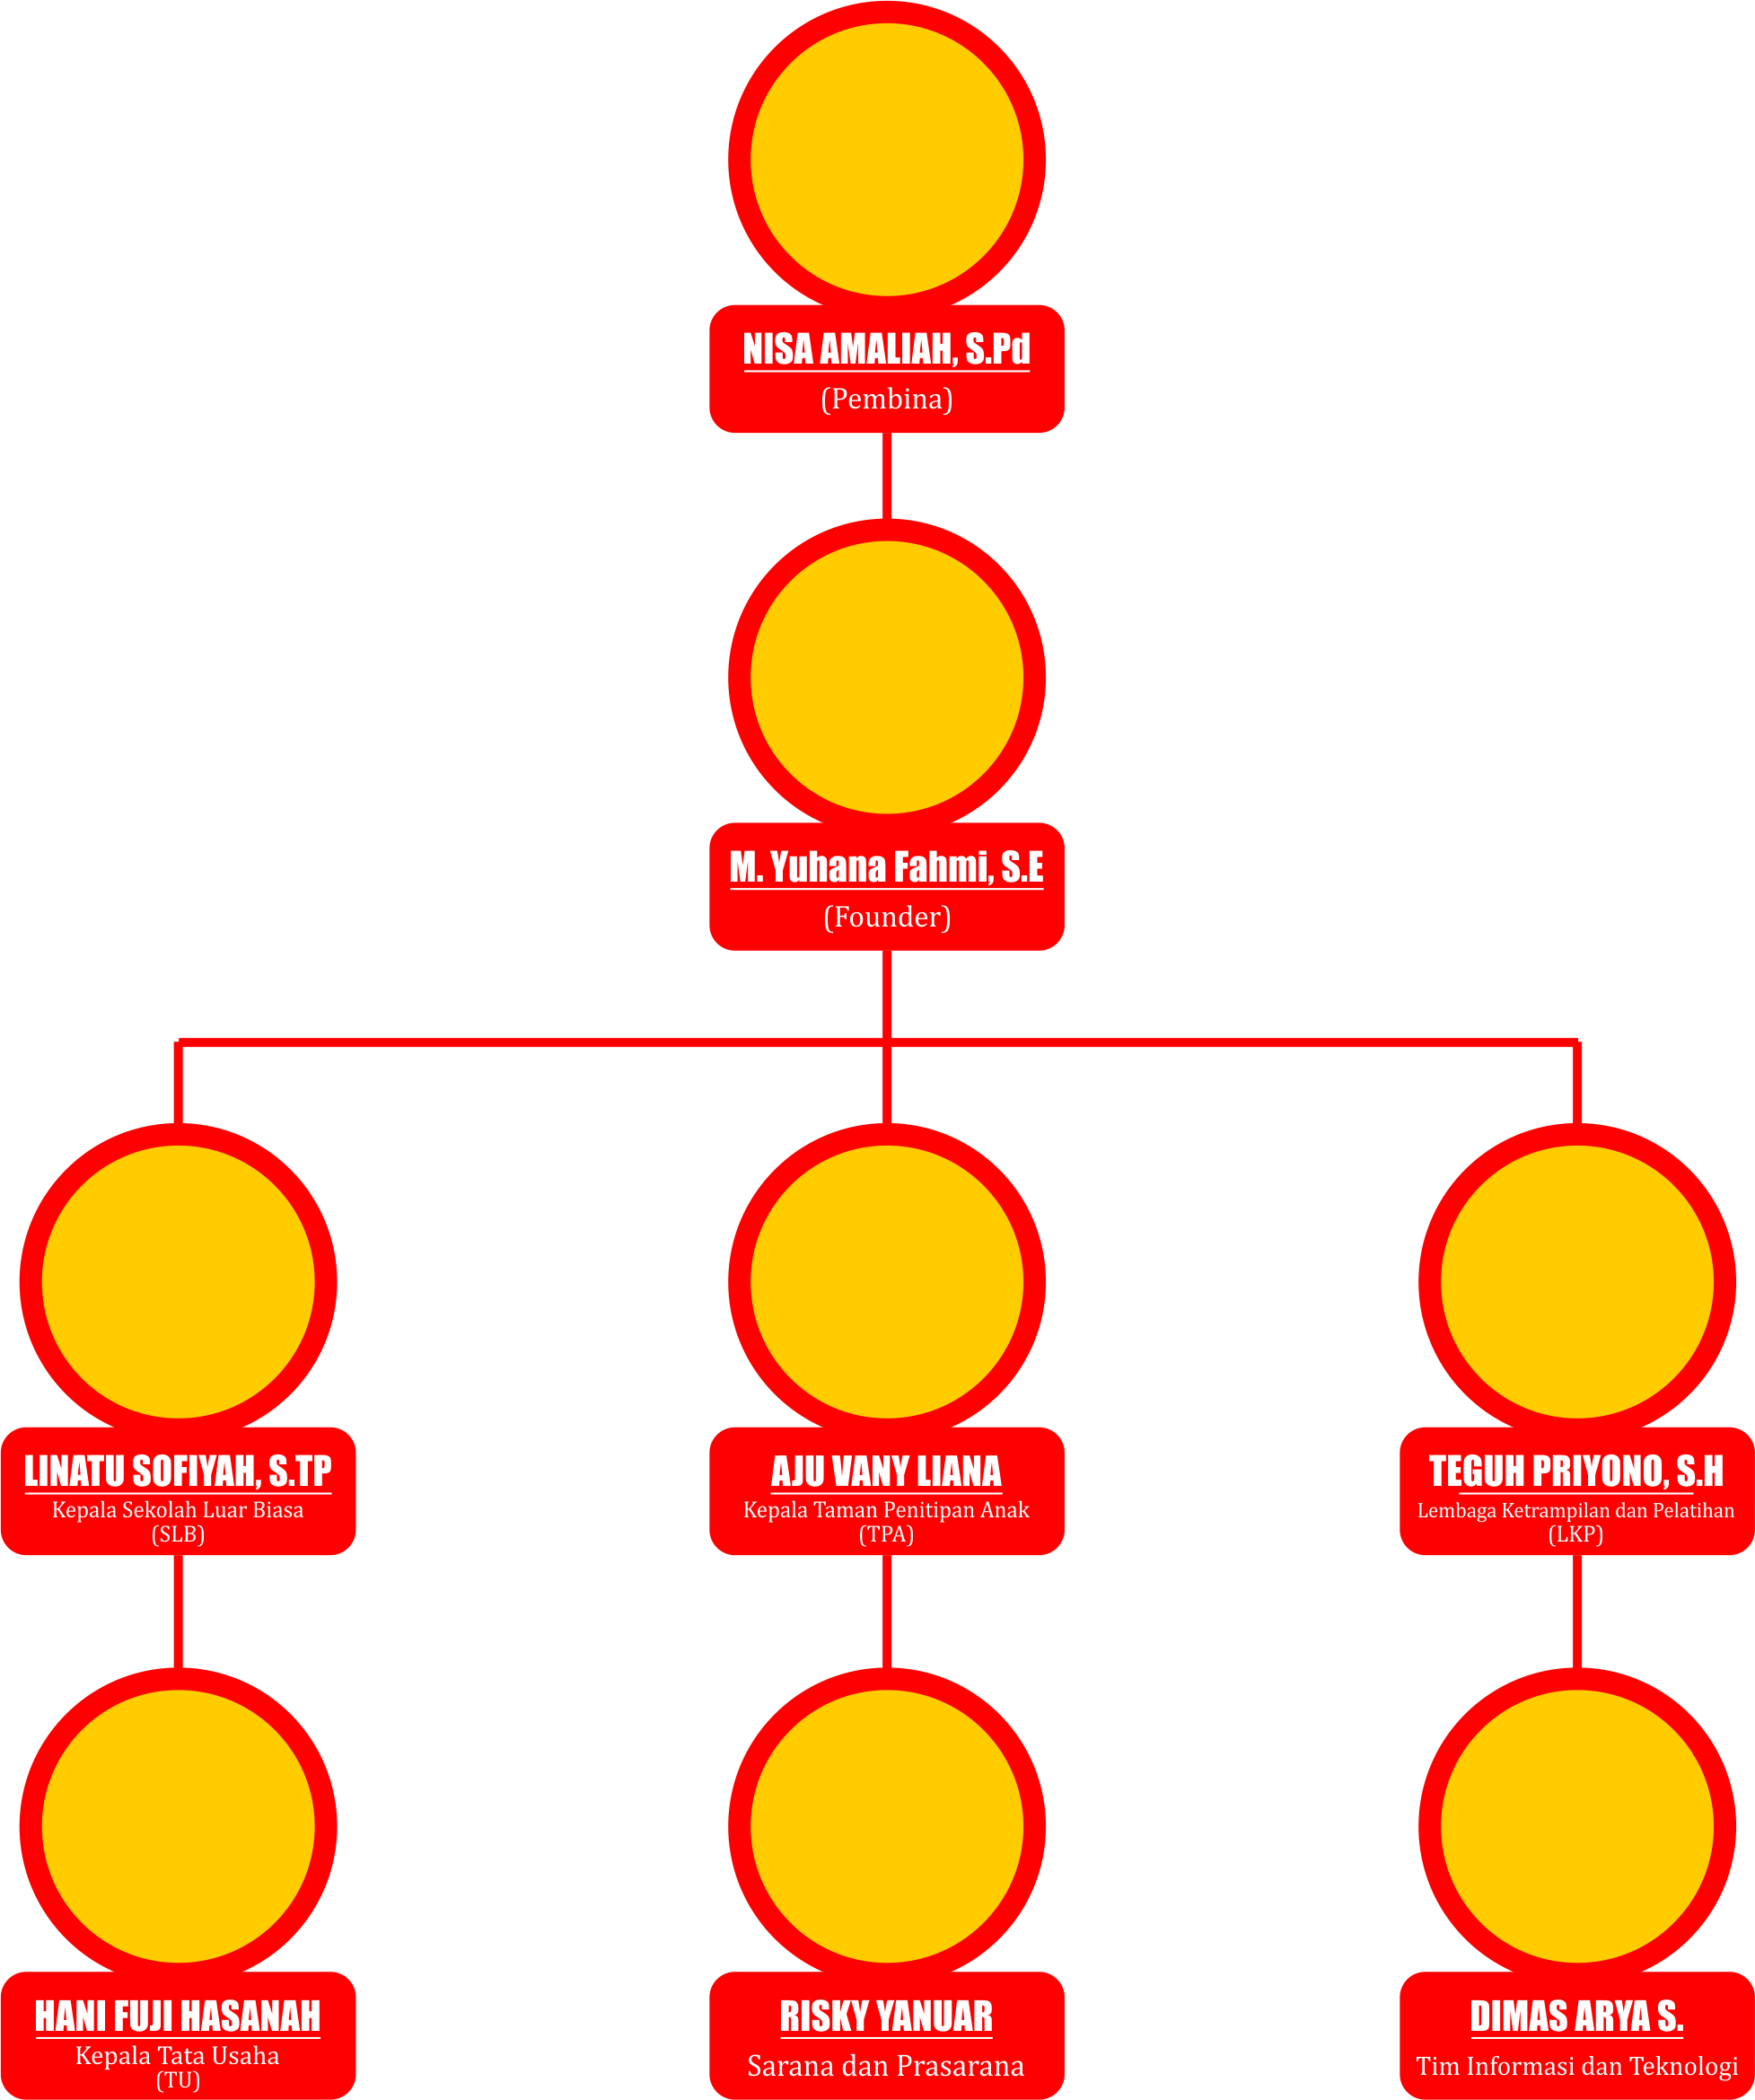 NISA AMALIAH, S.Pd
(Pembina)
M. Yuhana Fahmi, S.E
(Founder)
LINATU SOFIYAH, S.TP
Kepala Sekolah Luar Biasa
(SLB)
AJU VANY LIANA
Kepala Taman Penitipan Anak
(TPA)
TEGUH PRIYONO, S.H
Lembaga Ketrampilan dan Pelatihan
(LKP)
HANI FUJI HASANAH
Kepala Tata Usaha
(TU)
RISKY YANUAR
Sarana dan Prasarana
DIMAS ARYA S.
Tim Informasi dan Teknologi